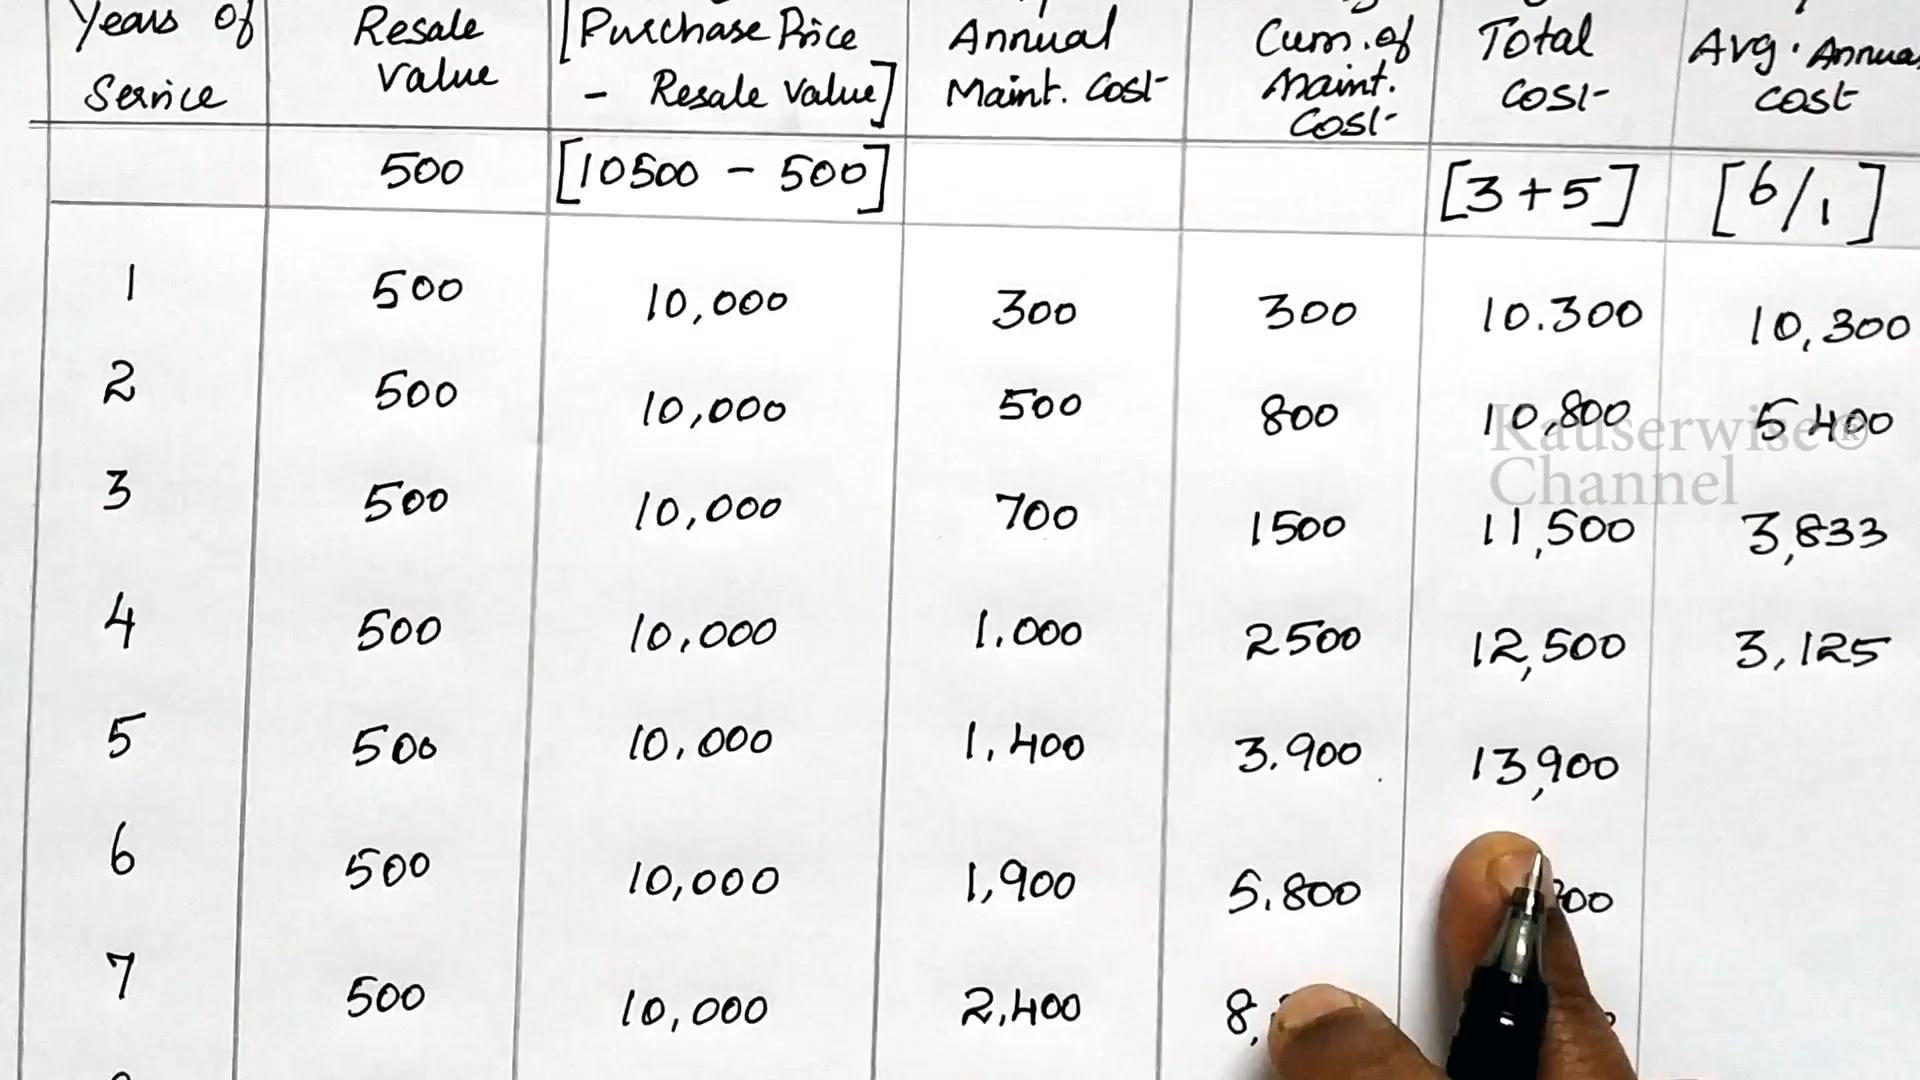 Years of Service
Resale Value
[Purchase Price - Resale Value]
Annual Maint. Cost
Cum. of Maint. Cost
Total Cost
Avg. Annual Cost
500 [10500 - 500] [3+5] [6/1]
1 500 10,000 300 300 10.300 10,300
2 500 10,000 500 800 10,800 5400
3 500 10,000 700 1500 11,500 3,833
4 500 10,000 1.000 2500 12,500 3,125
5 500 10,000 1,400 3.900 13,900
6 500 10,000 1,900 5.800
7 500 10,000 2,400
Kauserwise®
Channel